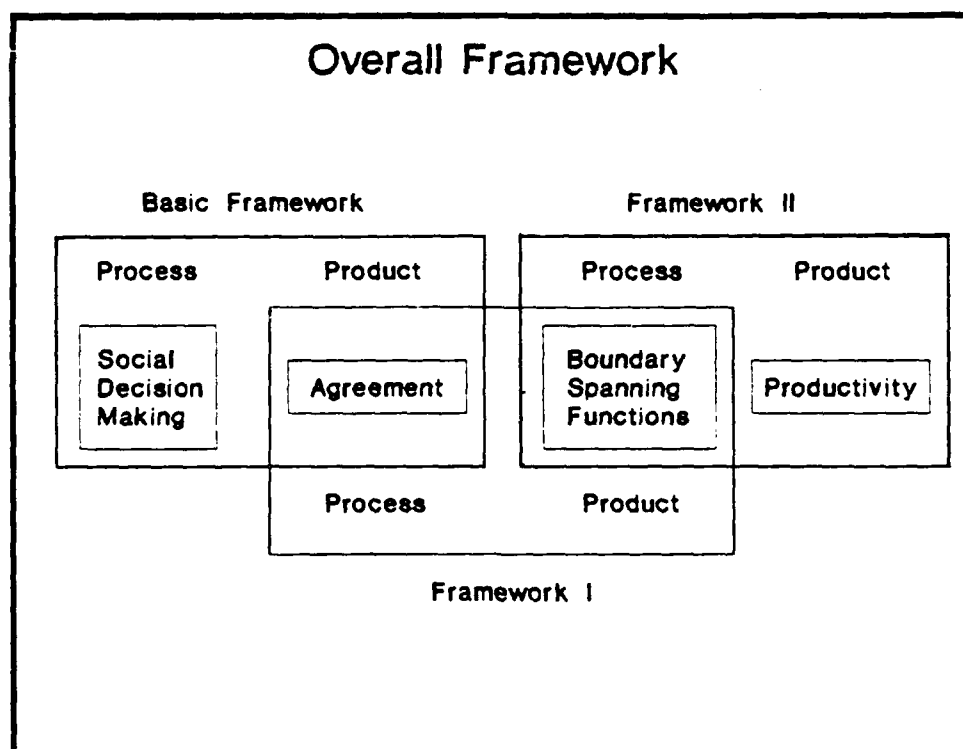 Overall Framework
Basic Framework
Framework II
Process
Product
Process
Product
Social
Decision
Making
Agreement
Boundary
Spanning
Functions
Productivity
Process
Product
Framework I